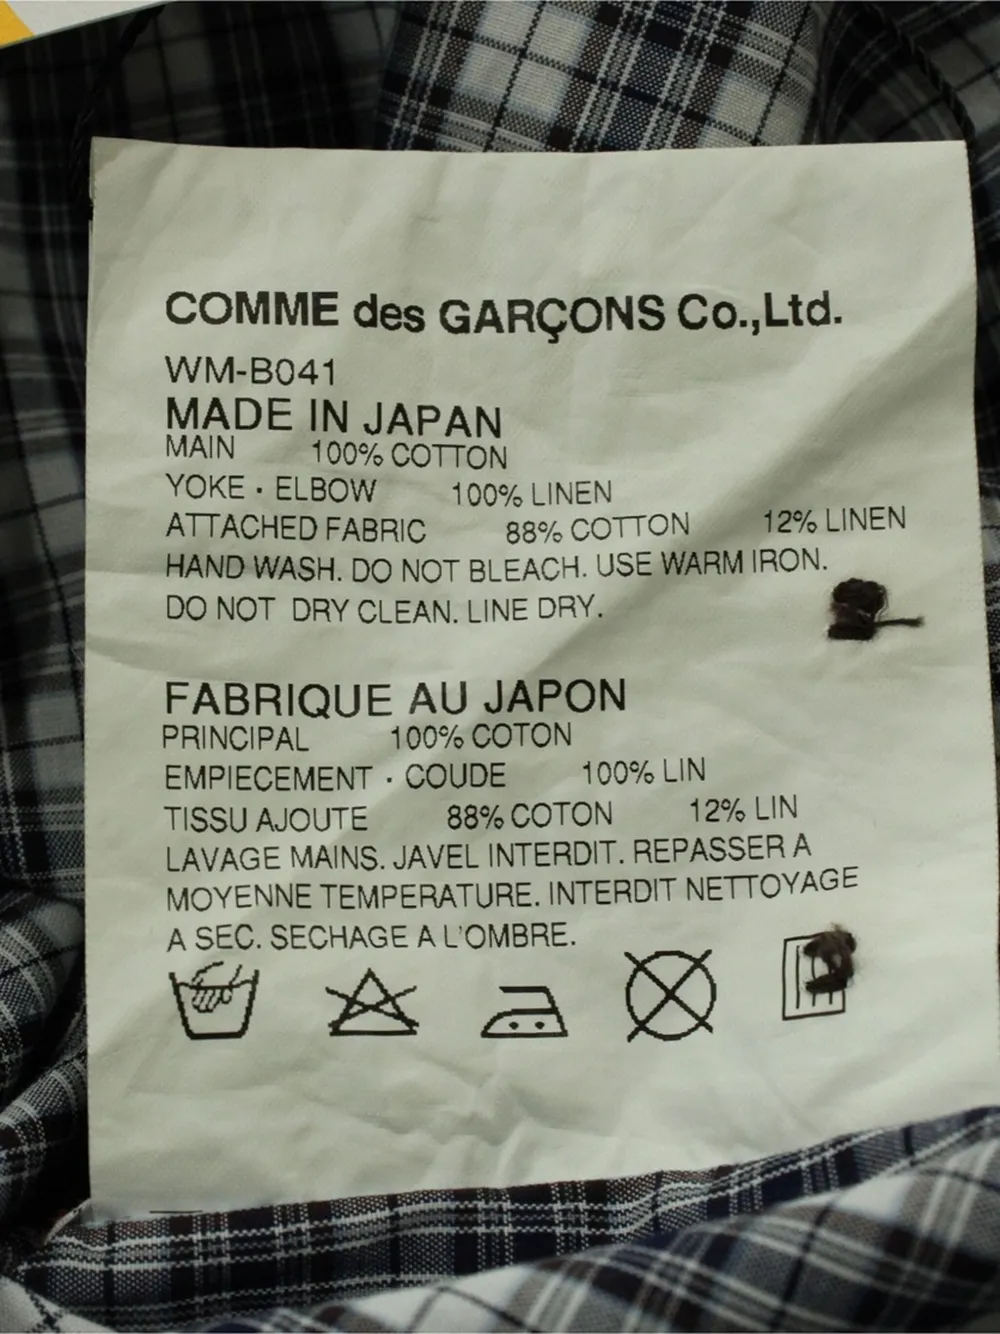 COMME des GARÇONS Co.,Ltd.
WM-B041
MADE IN JAPAN
MAIN 100% COTTON
YOKE · ELBOW 100% LINEN
ATTACHED FABRIC 88% COTTON 12% LINEN
HAND WASH. DO NOT BLEACH. USE WARM IRON.
DO NOT DRY CLEAN. LINE DRY.
FABRIQUE AU JAPON
PRINCIPAL 100% COTON
EMPIECEMENT · COUDE 100% LIN
TISSU AJOUTE 88% COTON 12% LIN
LAVAGE MAINS. JAVEL INTERDIT. REPASSER A
MOYENNE TEMPERATURE. INTERDIT NETTOYAGE
A SEC. SECHAGE A L'OMBRE.